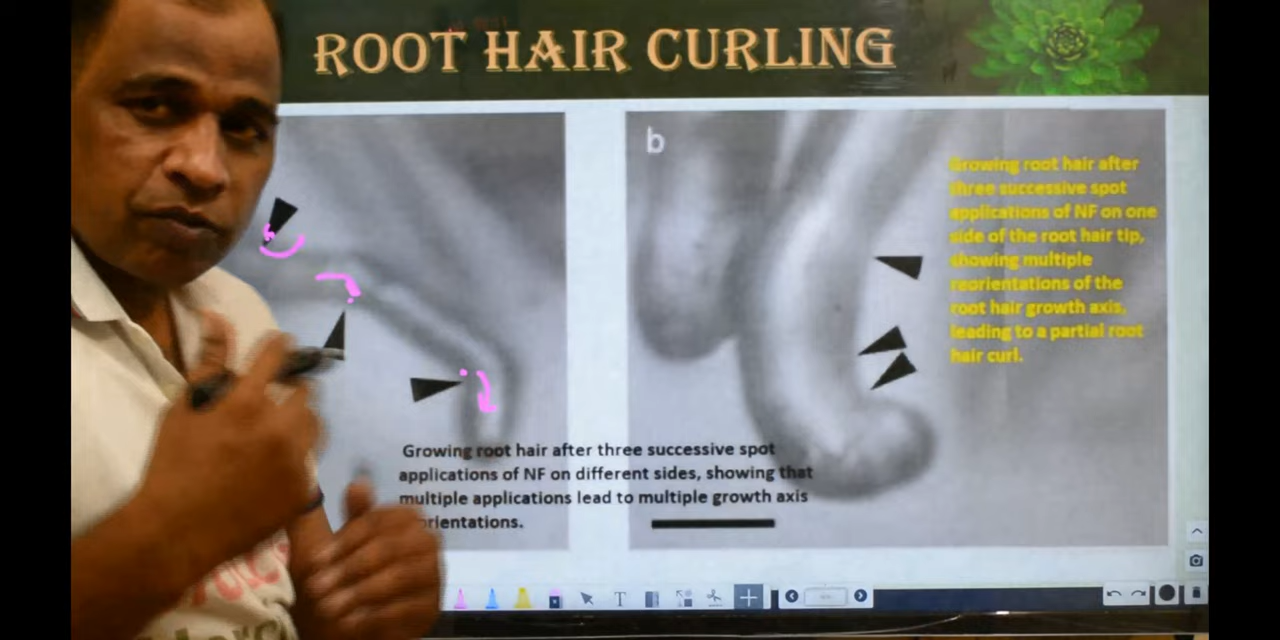 ROOT HAIR CURLING
b
Growing root hair after
three successive spot
applications of NF on one
side of the root hair tip,
showing multiple
reorientations of the
root hair growth axis,
leading to a partial root
hair curl.
Growing root hair after three successive spot
applications of NF on different sides, showing that
multiple applications lead to multiple growth axis
orientations.
T